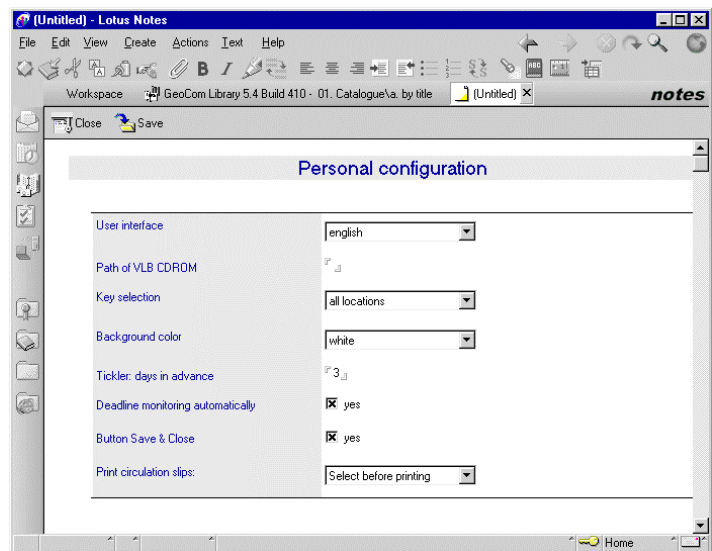 (Untitled) - Lotus Notes
File Edit View Create Actions Text Help
Workspace GeoCom Library 5.4 Build 410 - 01. Catalogue\a. by title (Untitled) notes
Close Save
Personal configuration
User interface english
Path of VLB CDROM
Key selection all locations
Background color white
Tickler: days in advance 3
Deadline monitoring automatically yes
Button Save & Close yes
Print circulation slips: Select before printing
Home